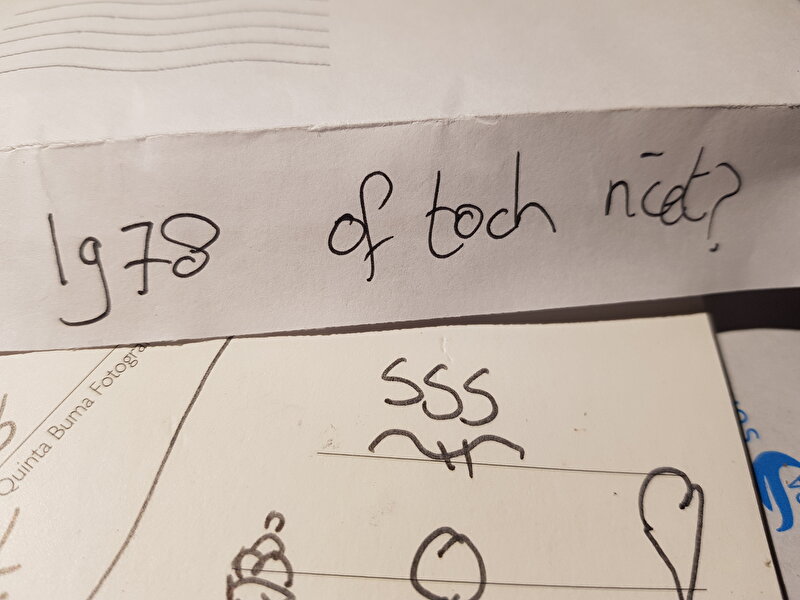 1978 of toch niet?
sss
Quinta Buma Fotogra